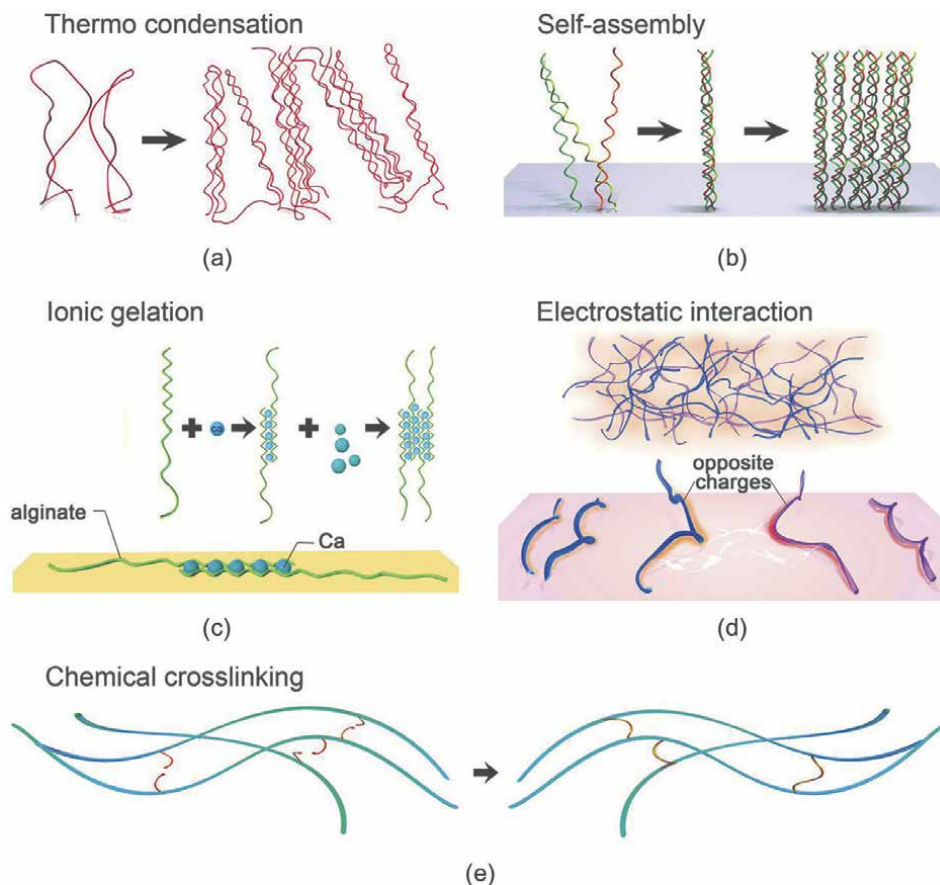 Thermo condensation
Self-assembly
(a)
(b)
Ionic gelation
Electrostatic interaction
alginate
Ca
opposite
charges
(c)
(d)
Chemical crosslinking
(e)